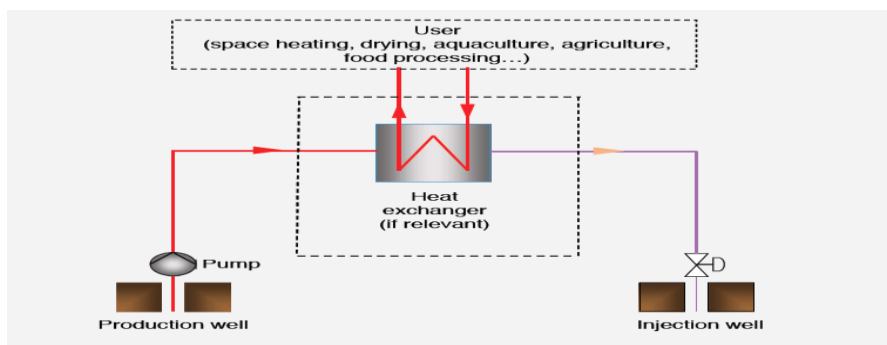 User
(space heating, drying, aquaculture, agriculture,
food processing...)
Heat
exchanger
(if relevant)
Pump
Production well
Injection well